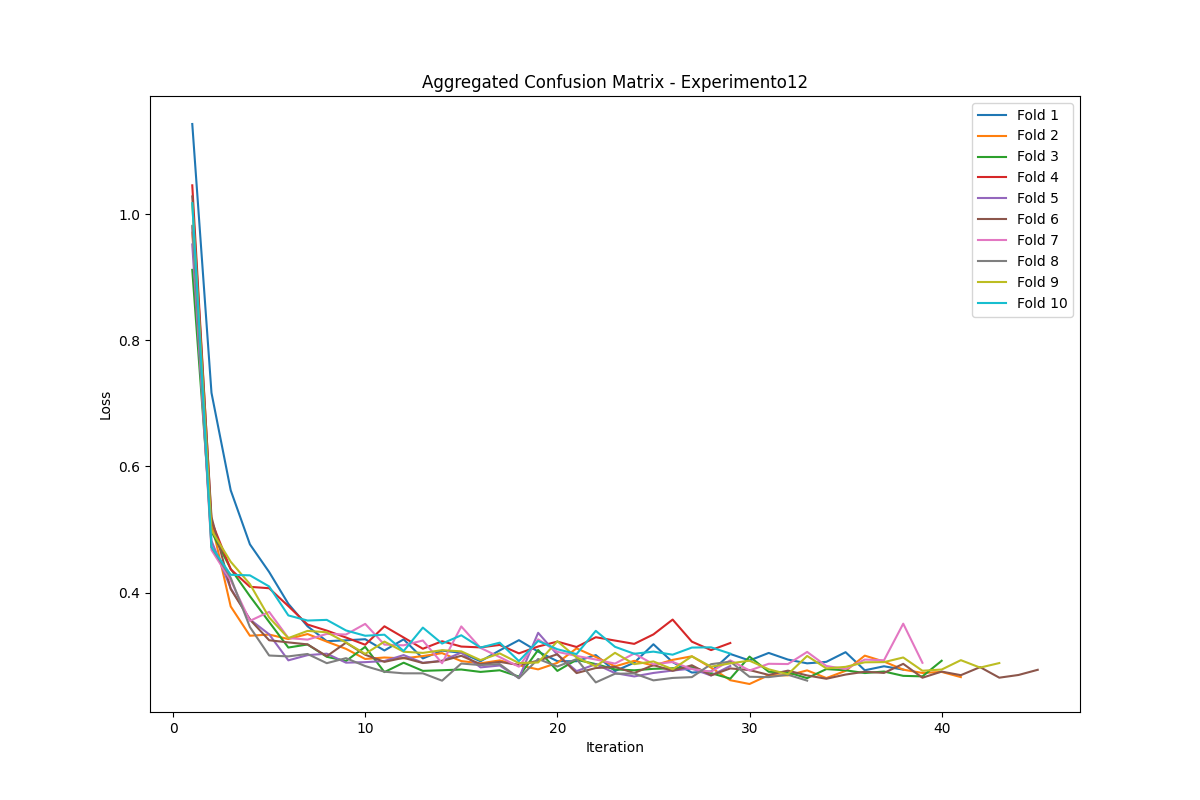 Aggregated Confusion Matrix - Experimento12
Fold 1
Fold 2
Fold 3
Fold 4
Fold 5
Fold 6
Fold 7
Fold 8
Fold 9
Fold 10
Loss
1.0
0.8
0.6
0.4
0
10
20
30
40
Iteration